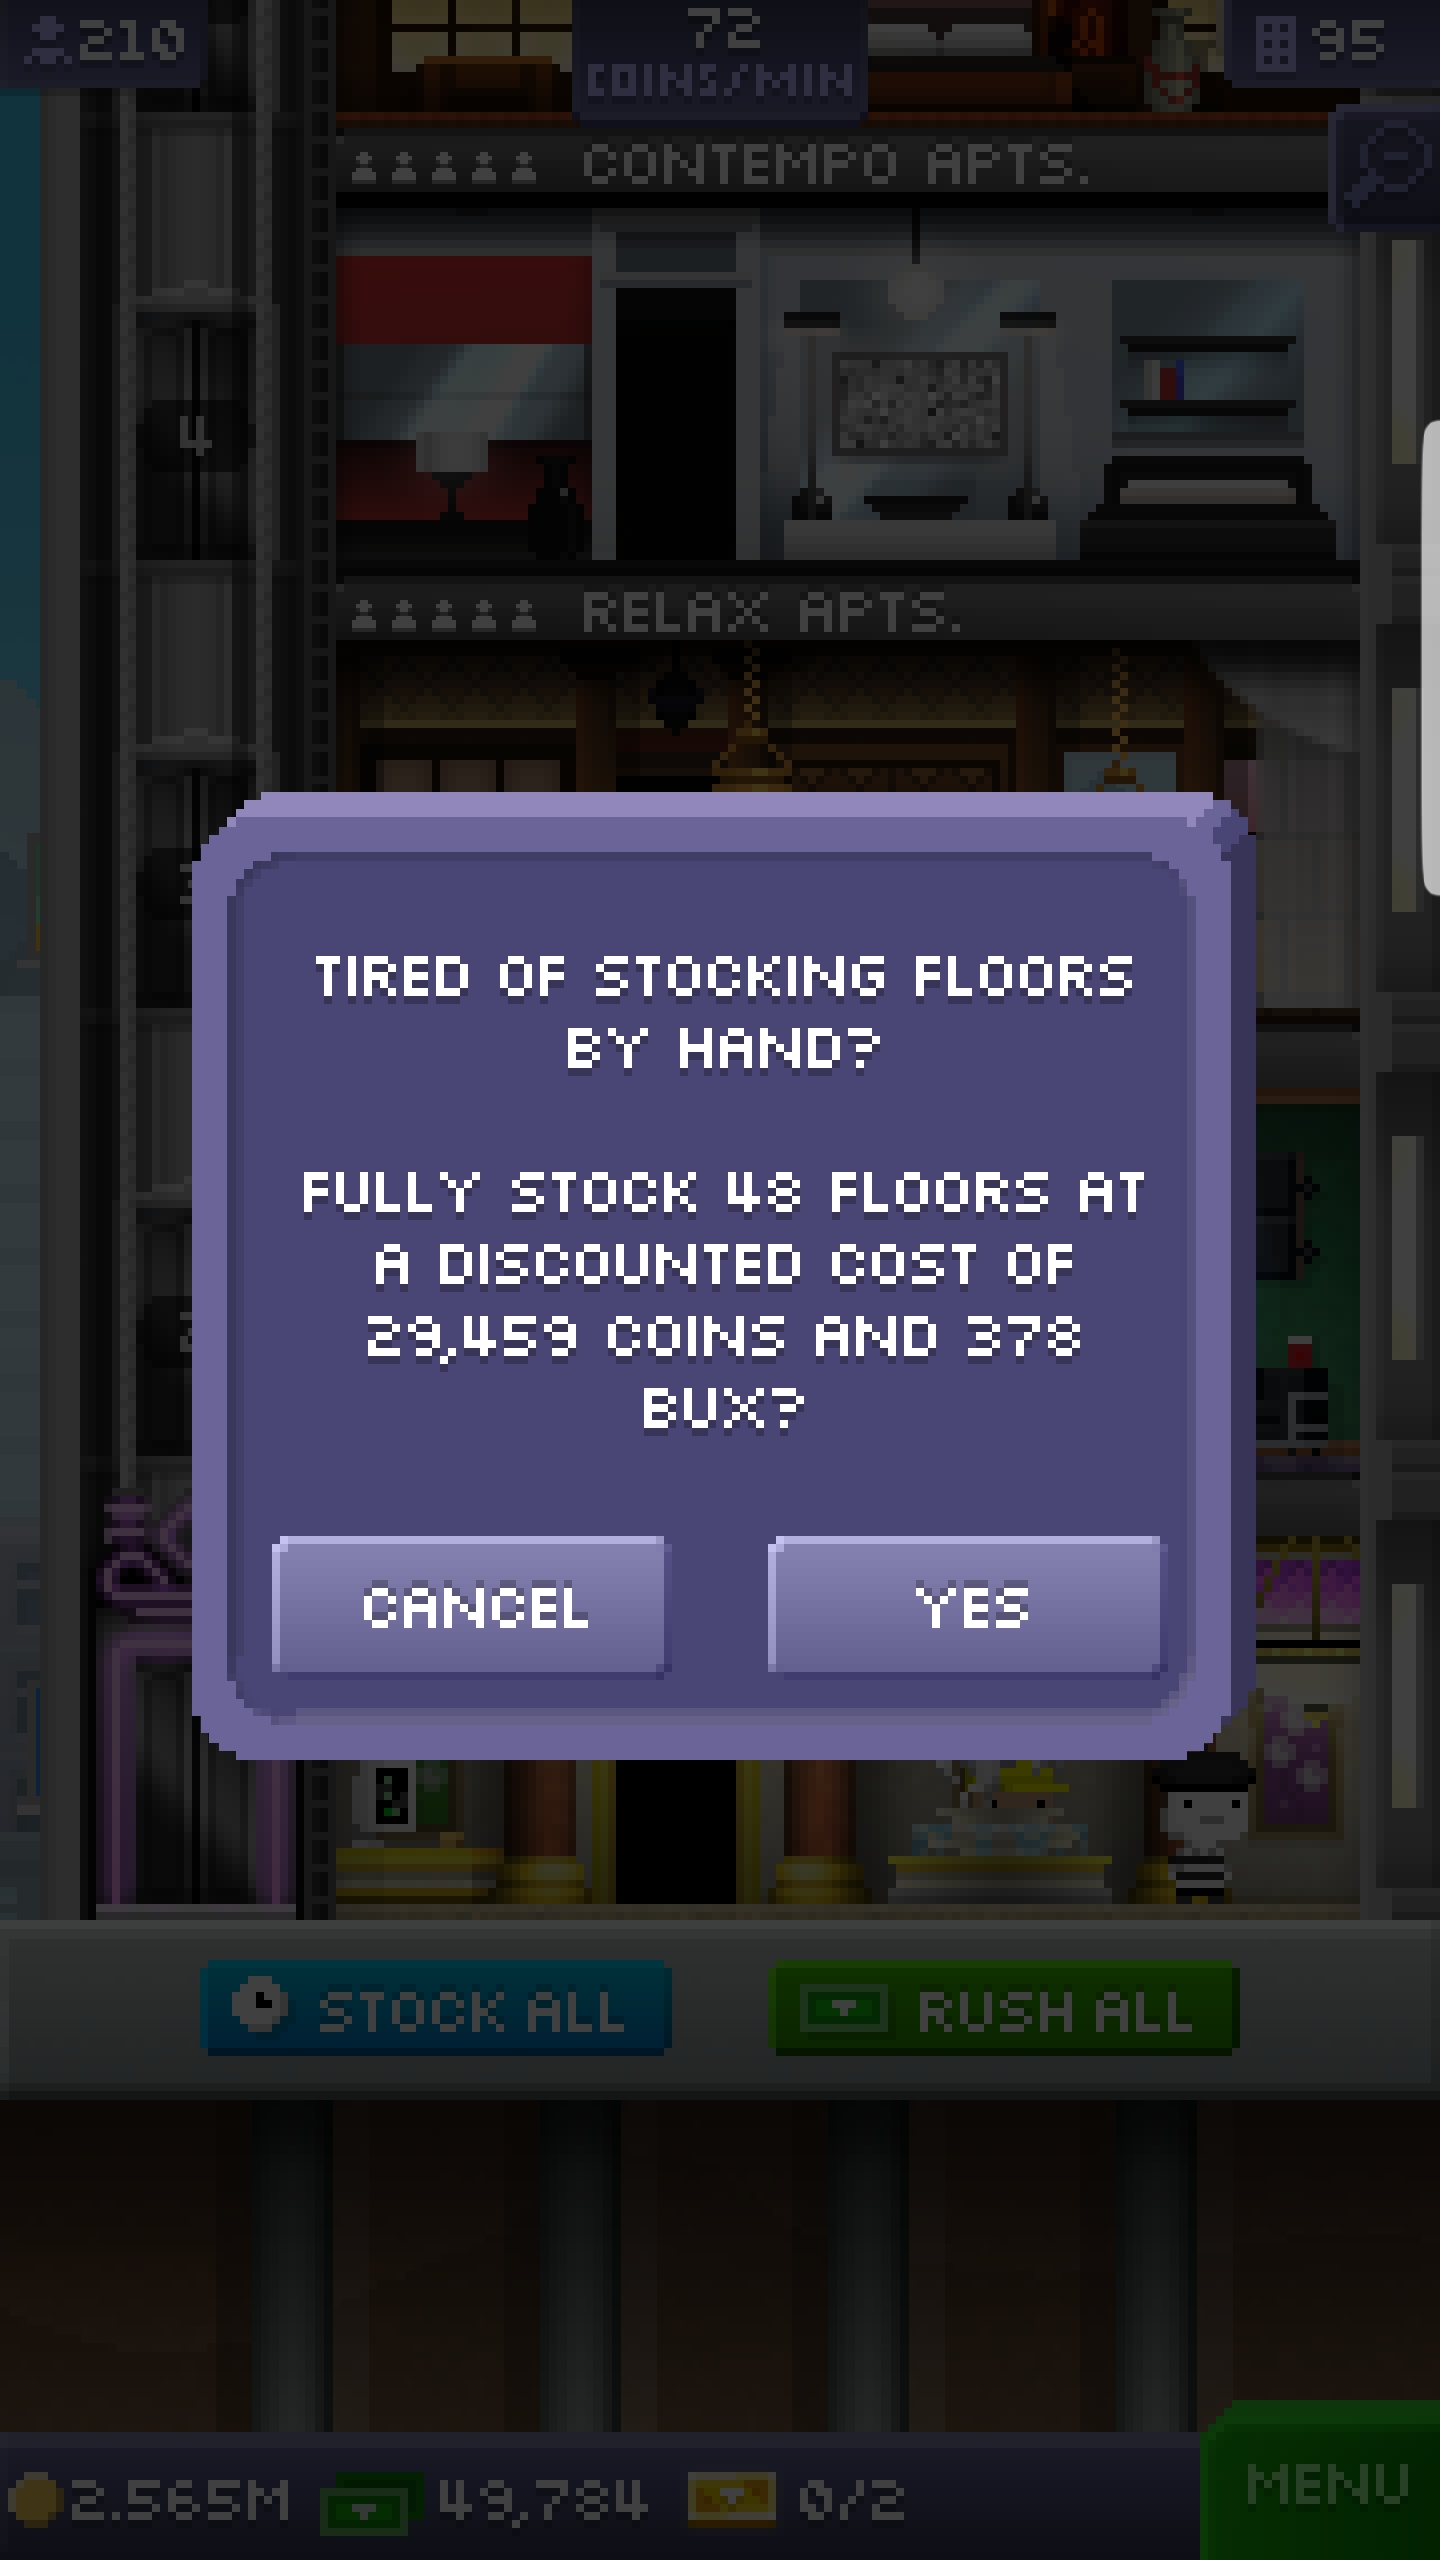 210
72
COINS/MIN
95
CONTEMPO APTS.
4
RELAX APTS.
TIRED OF STOCKING FLOORS
BY HAND?
FULLY STOCK 48 FLOORS AT
A DISCOUNTED COST OF
29,459 COINS AND 378
BUX?
CANCEL
YES
STOCK ALL
RUSH ALL
2.565M
49,784
0/2
MENU